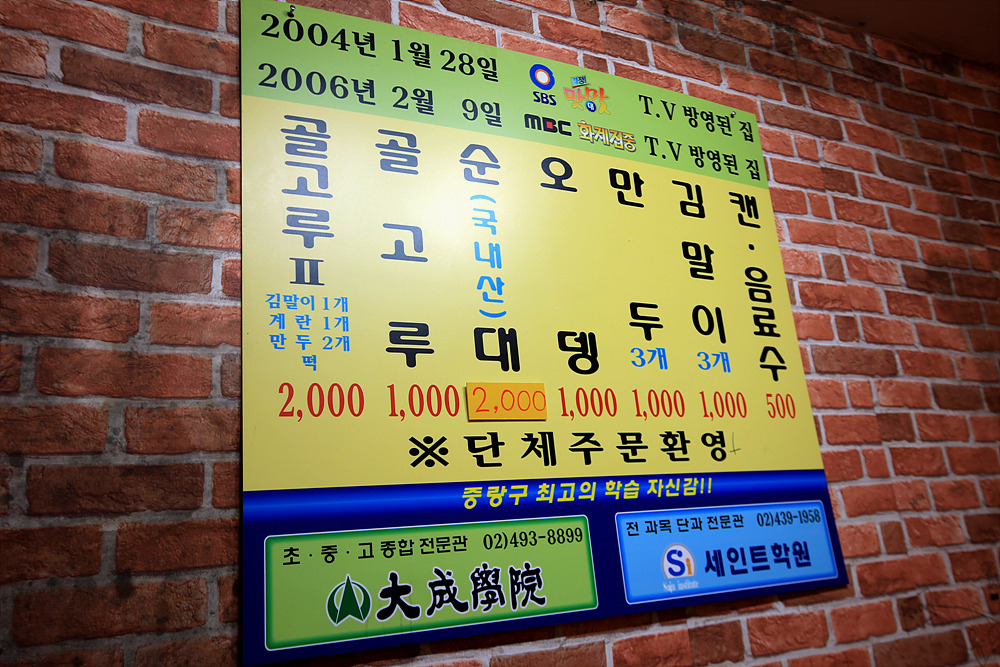 2004년 1월 28일 SBS 맛대맛 T.V 방영된 집
2006년 2월 9일 MBC 화제집중 T.V 방영된 집
골고루Ⅱ
김말이 1개
계란 1개
만두 2개
떡
2,000
골고루
1,000
순(국내산)대
2,000
오뎅
1,000
만두
3개
1,000
김말이
3개
1,000
캔·음료수
500
※단체주문환영
중랑구 최고의 학습 자신감!!
초·중·고 종합 전문관 02)493-8899
大成學院
전 과목 단과 전문관 02)439-1958
Si
세인트학원